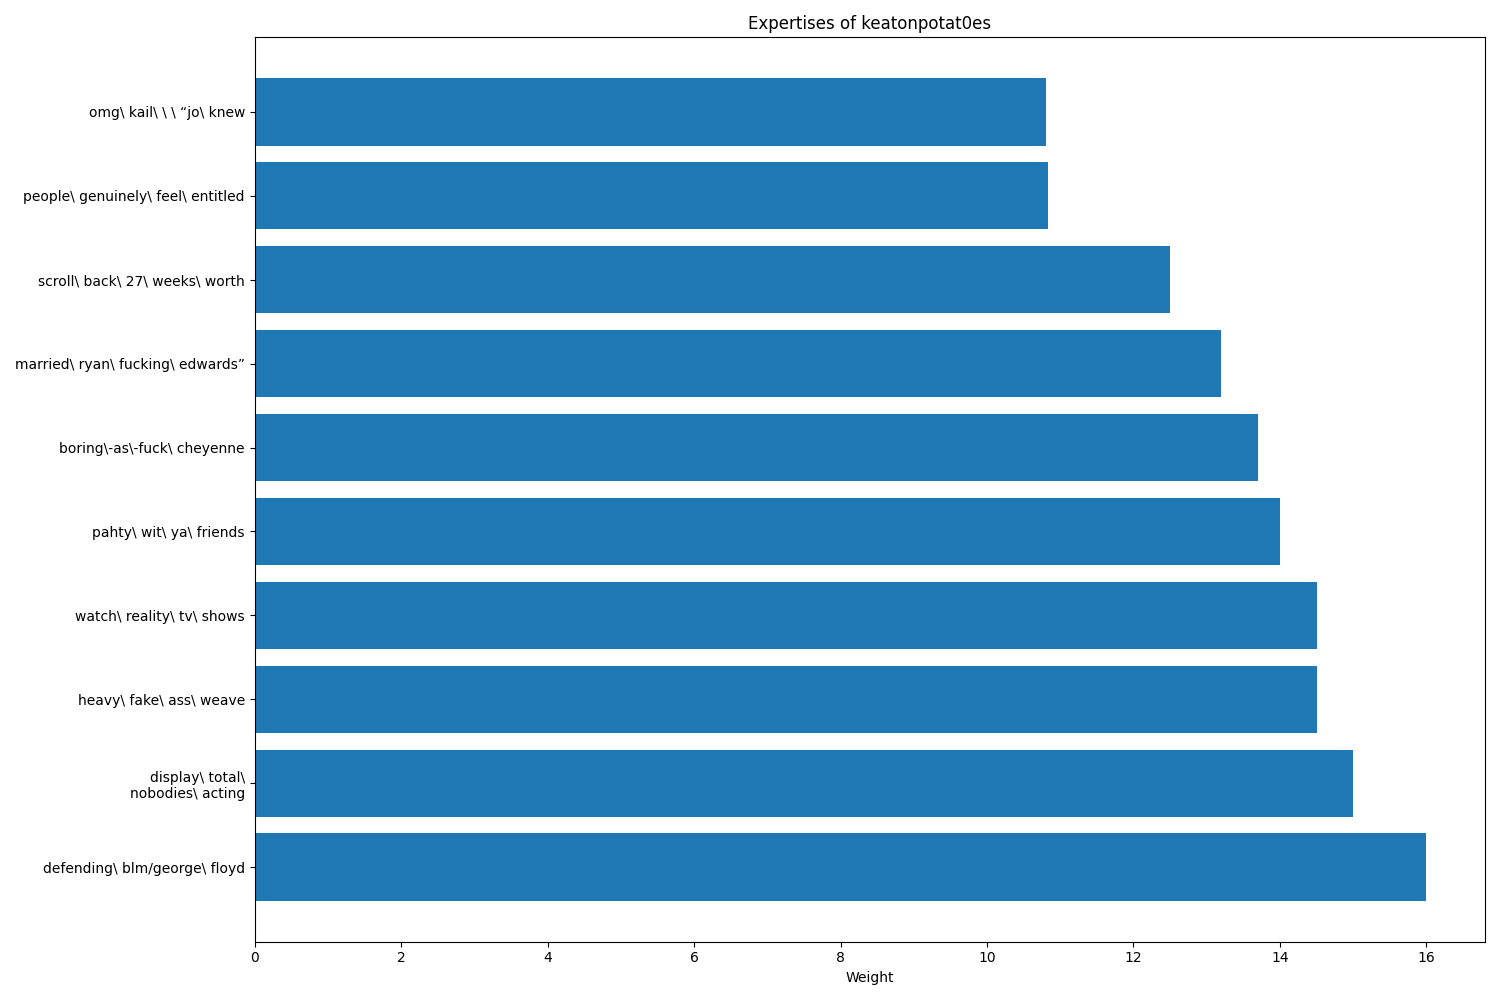 Expertises of keatonpotat0es
omg\ kail\ \ \ “jo\ knew
people\ genuinely\ feel\ entitled
scroll\ back\ 27\ weeks\ worth
married\ ryan\ fucking\ edwards”
boring\-as\-fuck\ cheyenne
pahty\ wit\ ya\ friends
watch\ reality\ tv\ shows
heavy\ fake\ ass\ weave
display\ total\
nobodies\ acting
defending\ blm/george\ floyd
0 2 4 6 8 10 12 14 16
Weight